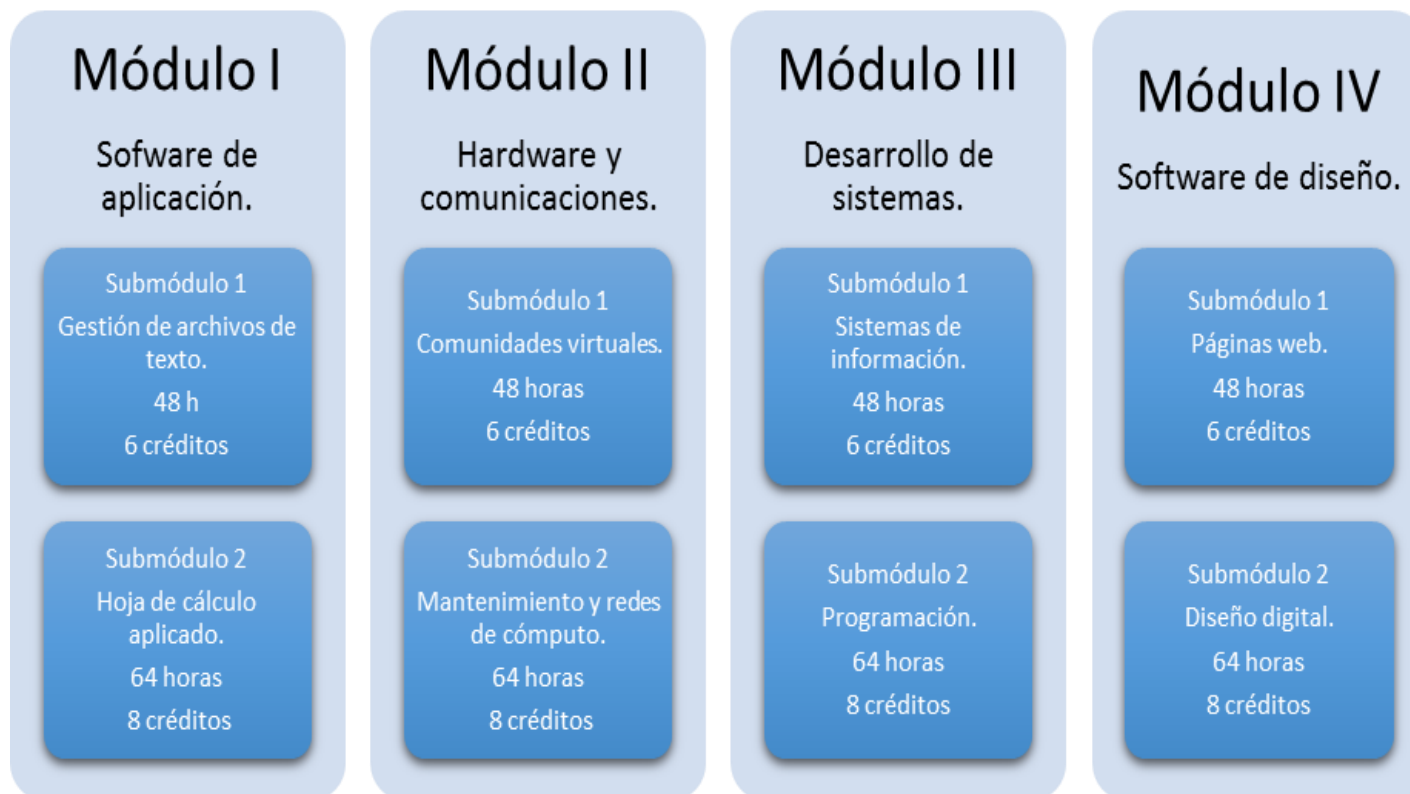 Módulo I
Sofware de
aplicación.
Submódulo 1
Gestión de archivos de
texto.
48 h
6 créditos
Submódulo 2
Hoja de cálculo
aplicado.
64 horas
8 créditos
Módulo II
Hardware y
comunicaciones.
Submódulo 1
Comunidades virtuales.
48 horas
6 créditos
Submódulo 2
Mantenimiento y redes
de cómputo.
64 horas
8 créditos
Módulo III
Desarrollo de
sistemas.
Submódulo 1
Sistemas de
información.
48 horas
6 créditos
Submódulo 2
Programación.
64 horas
8 créditos
Módulo IV
Software de diseño.
Submódulo 1
Páginas web.
48 horas
6 créditos
Submódulo 2
Diseño digital.
64 horas
8 créditos